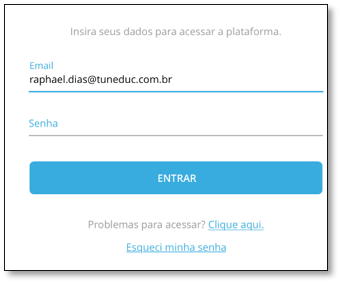 Insira seus dados para acessar a plataforma.
Email
raphael.dias@tuneduc.com.br
Senha
ENTRAR
Problemas para acessar? Clique aqui.
Esqueci minha senha